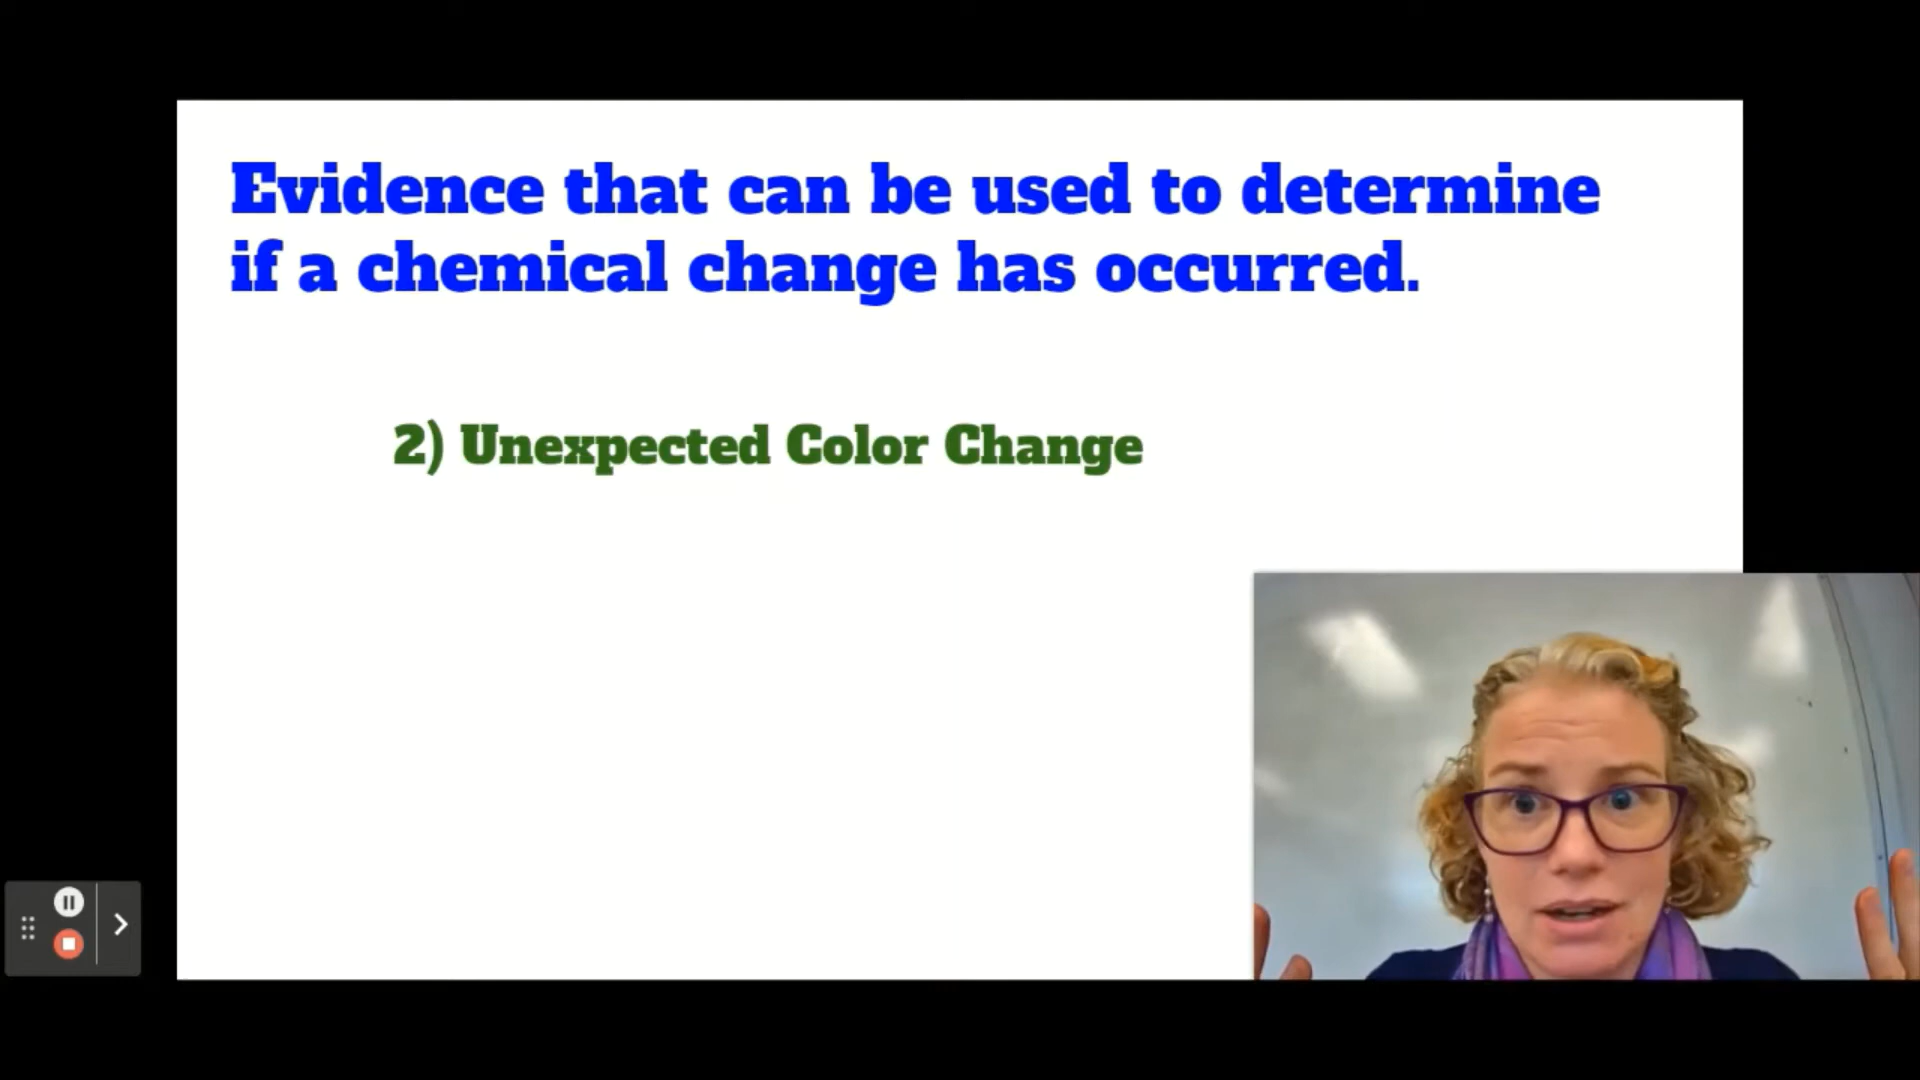 Evidence that can be used to determine
if a chemical change has occurred.
2) Unexpected Color Change